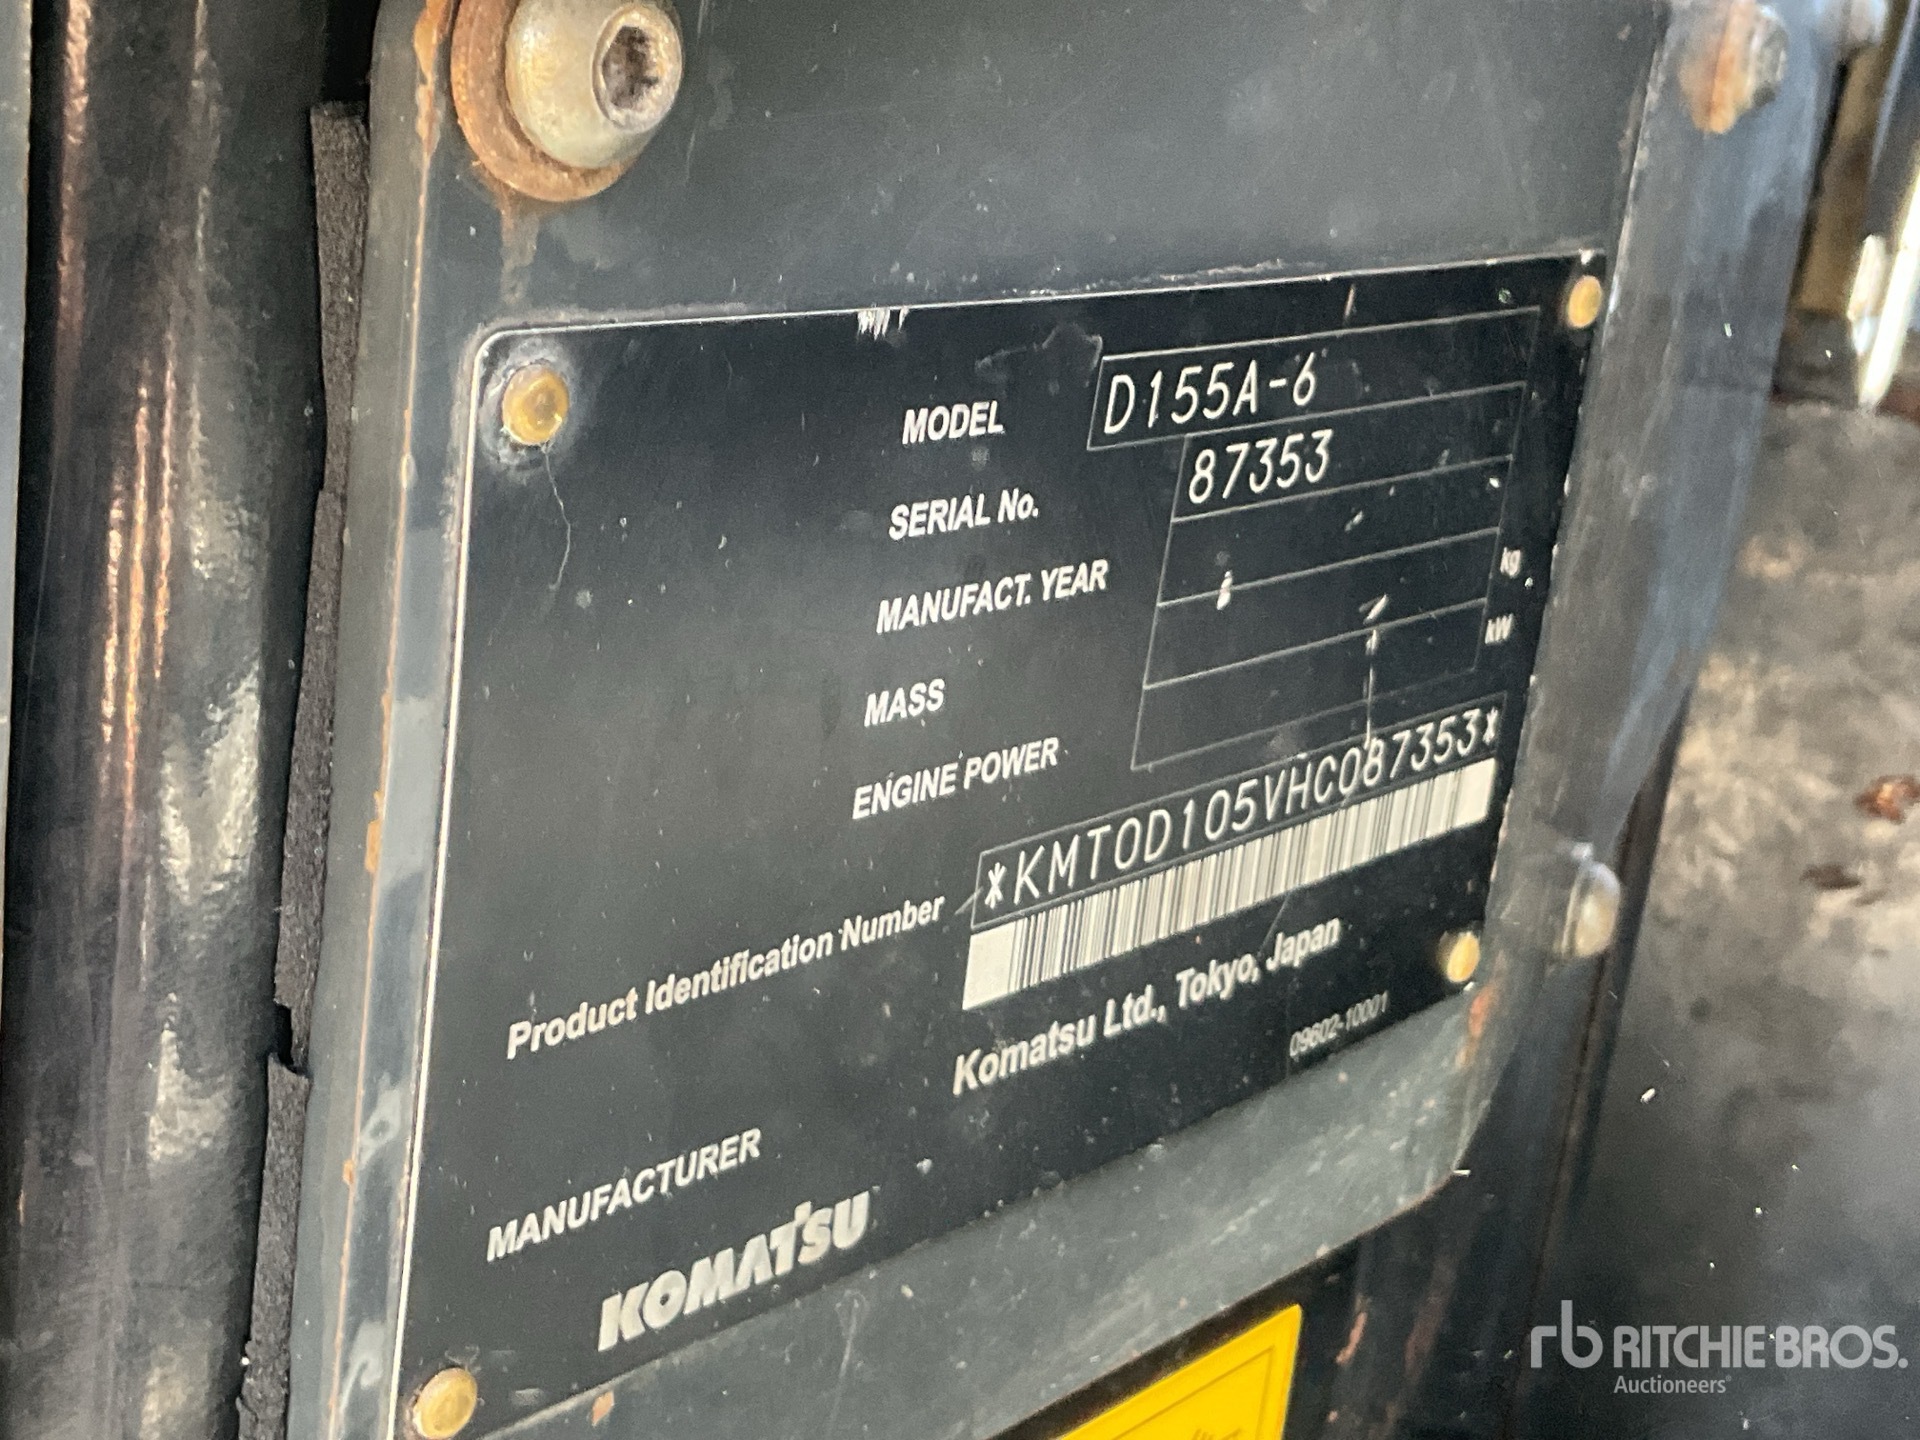 MODEL D155A-6
SERIAL No. 87353
MANUFACT. YEAR
MASS kg
ENGINE POWER kW
Product Identification Number *KMT0D105VHC087353*
MANUFACTURER Komatsu Ltd., Tokyo, Japan
09602-10001
KOMATSU
rb RITCHIE BROS.
Auctioneers